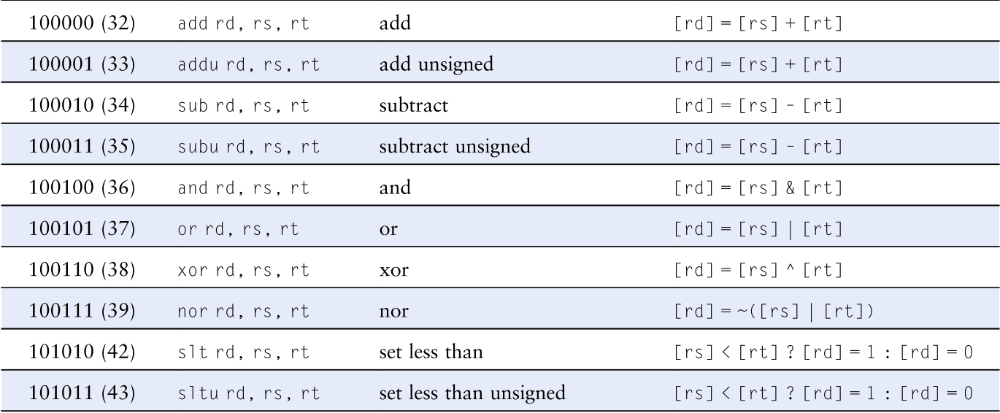 100000 (32) add rd, rs, rt add [rd] = [rs] + [rt]
100001 (33) addu rd, rs, rt add unsigned [rd] = [rs] + [rt]
100010 (34) sub rd, rs, rt subtract [rd] = [rs] – [rt]
100011 (35) subu rd, rs, rt subtract unsigned [rd] = [rs] – [rt]
100100 (36) and rd, rs, rt and [rd] = [rs] & [rt]
100101 (37) or rd, rs, rt or [rd] = [rs] | [rt]
100110 (38) xor rd, rs, rt xor [rd] = [rs] ^ [rt]
100111 (39) nor rd, rs, rt nor [rd] = ~([rs] | [rt])
101010 (42) slt rd, rs, rt set less than [rs] < [rt] ? [rd] = 1 : [rd] = 0
101011 (43) sltu rd, rs, rt set less than unsigned [rs] < [rt] ? [rd] = 1 : [rd] = 0